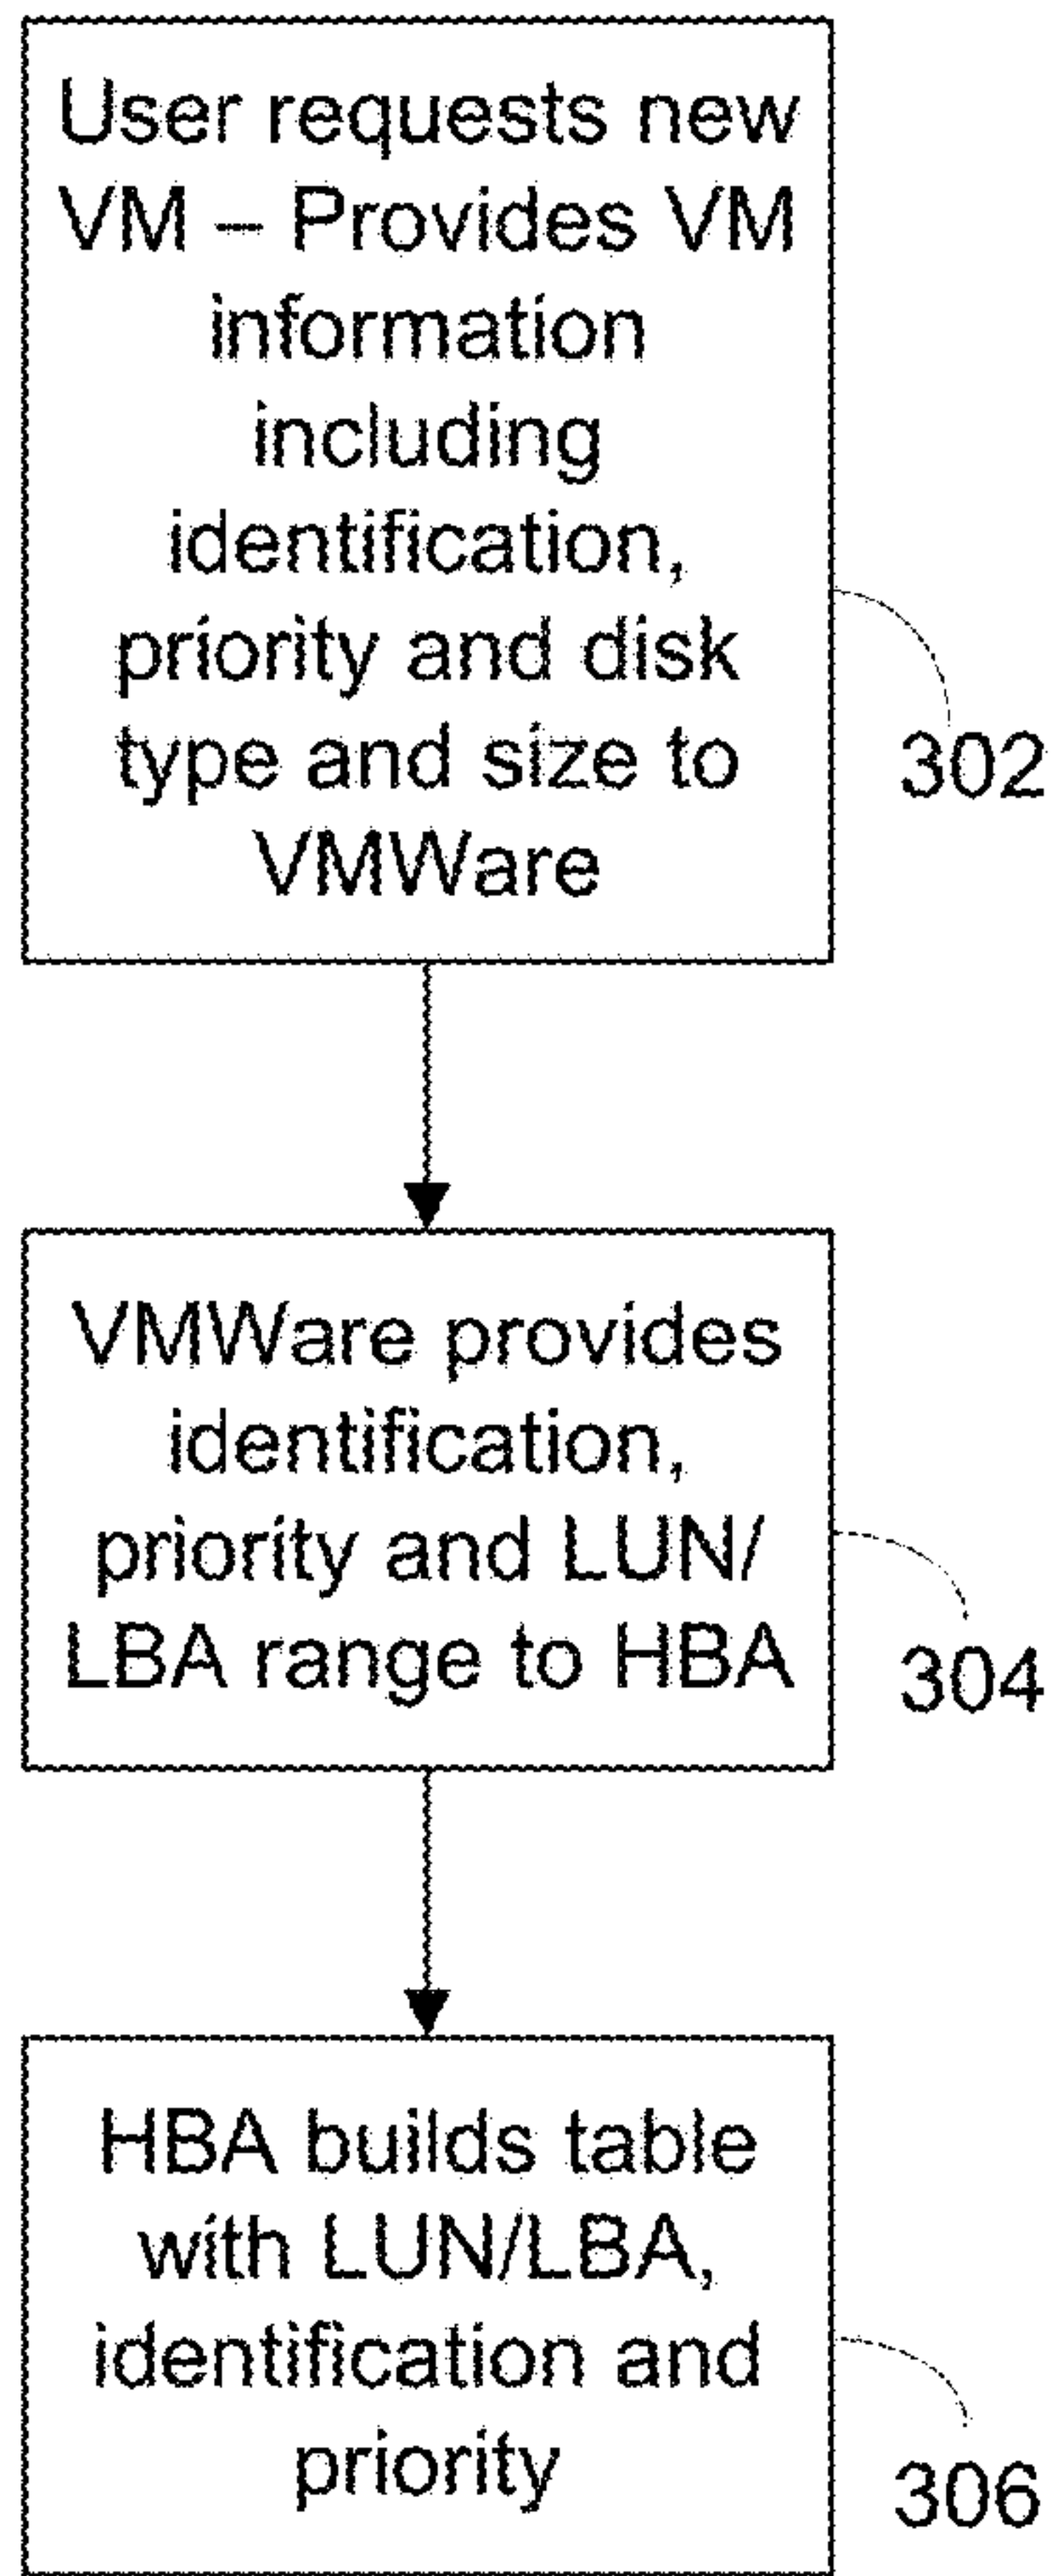 User requests new
VM – Provides VM
information
including
identification,
priority and disk
type and size to
VMWare
302
VMWare provides
identification,
priority and LUN/
LBA range to HBA
304
HBA builds table
with LUN/LBA,
identification and
priority
306